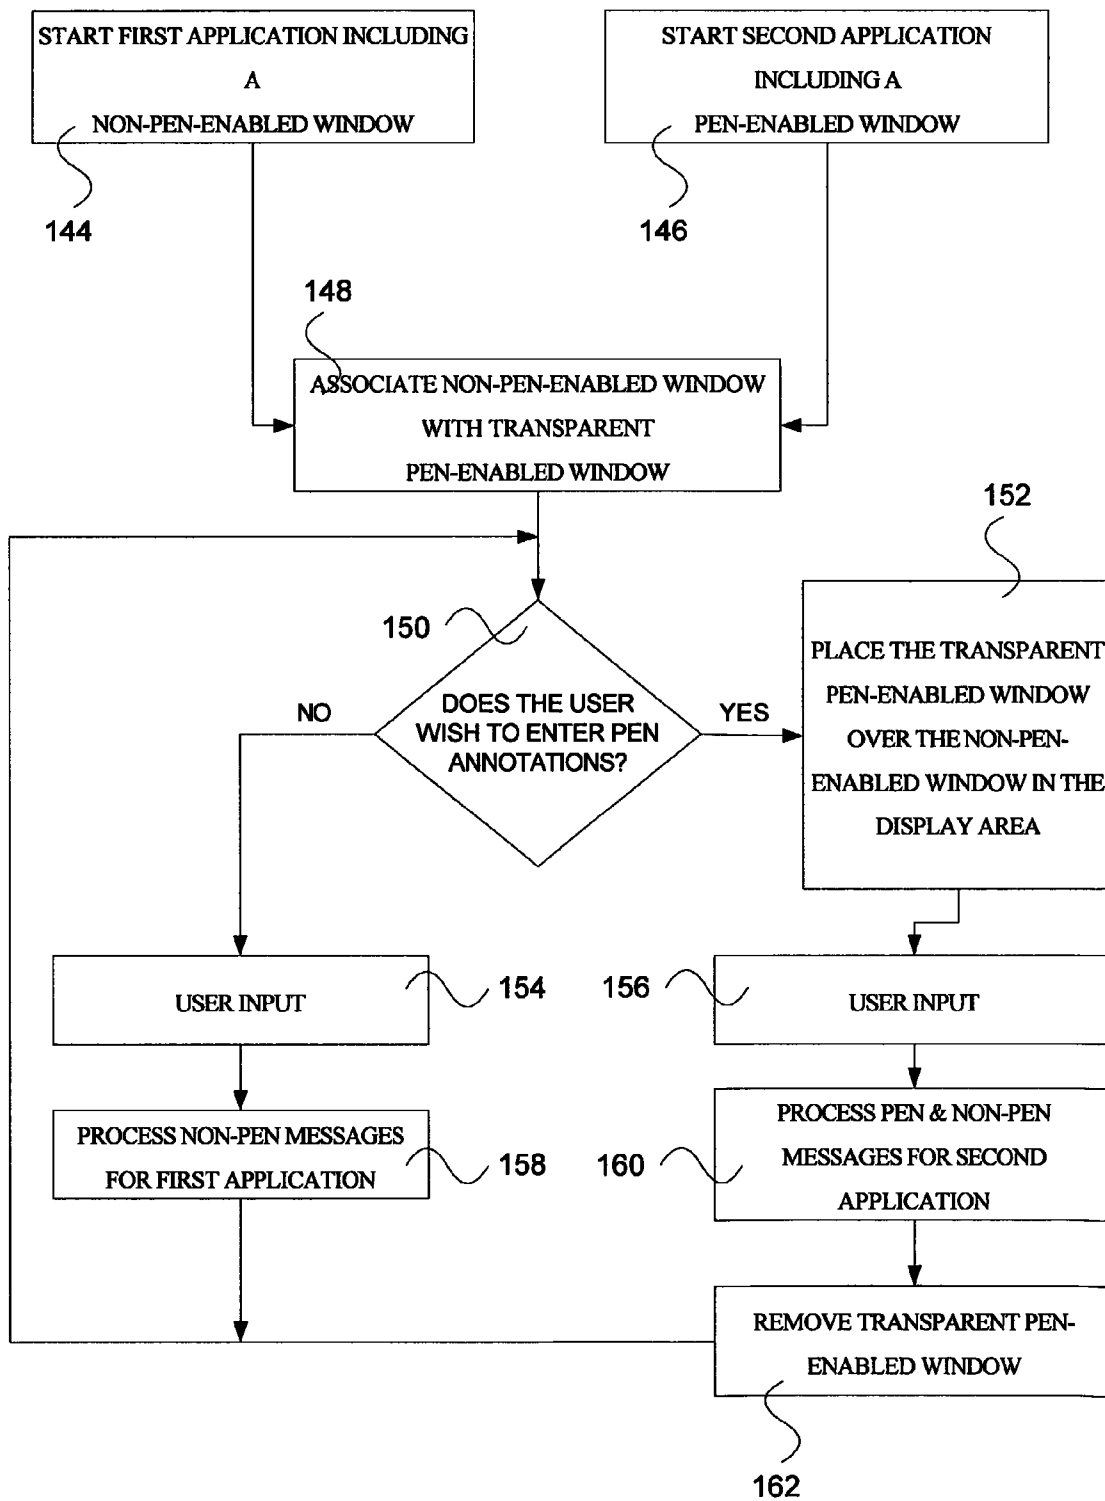 START FIRST APPLICATION INCLUDING
A
NON-PEN-ENABLED WINDOW
144
START SECOND APPLICATION
INCLUDING A
PEN-ENABLED WINDOW
146
148
ASSOCIATE NON-PEN-ENABLED WINDOW
WITH TRANSPARENT
PEN-ENABLED WINDOW
150
DOES THE USER
WISH TO ENTER PEN
ANNOTATIONS?
NO
YES
152
PLACE THE TRANSPARENT
PEN-ENABLED WINDOW
OVER THE NON-PEN-
ENABLED WINDOW IN THE
DISPLAY AREA
USER INPUT
154
156
USER INPUT
PROCESS NON-PEN MESSAGES
FOR FIRST APPLICATION
158
160
PROCESS PEN & NON-PEN
MESSAGES FOR SECOND
APPLICATION
REMOVE TRANSPARENT PEN-
ENABLED WINDOW
162